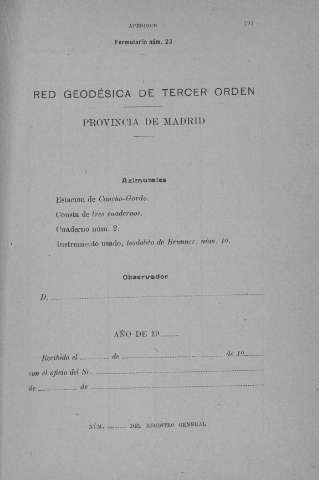 APÉNDICE
Formulario núm. 23
RED GEODÉSICA DE TERCER ORDEN
PROVINCIA DE MADRID
Azimutales
Estación de Cancho-Gordo.
Consta de tres cuadernos.
Cuaderno núm. 2.
Instrumento usado, teodolito de Brunner, núm. 10.
Observador
D.
AÑO DE 19
Recibido el de de 19
con el oficio del Sr.
de de
NÚM. DEL REGISTRO GENERAL